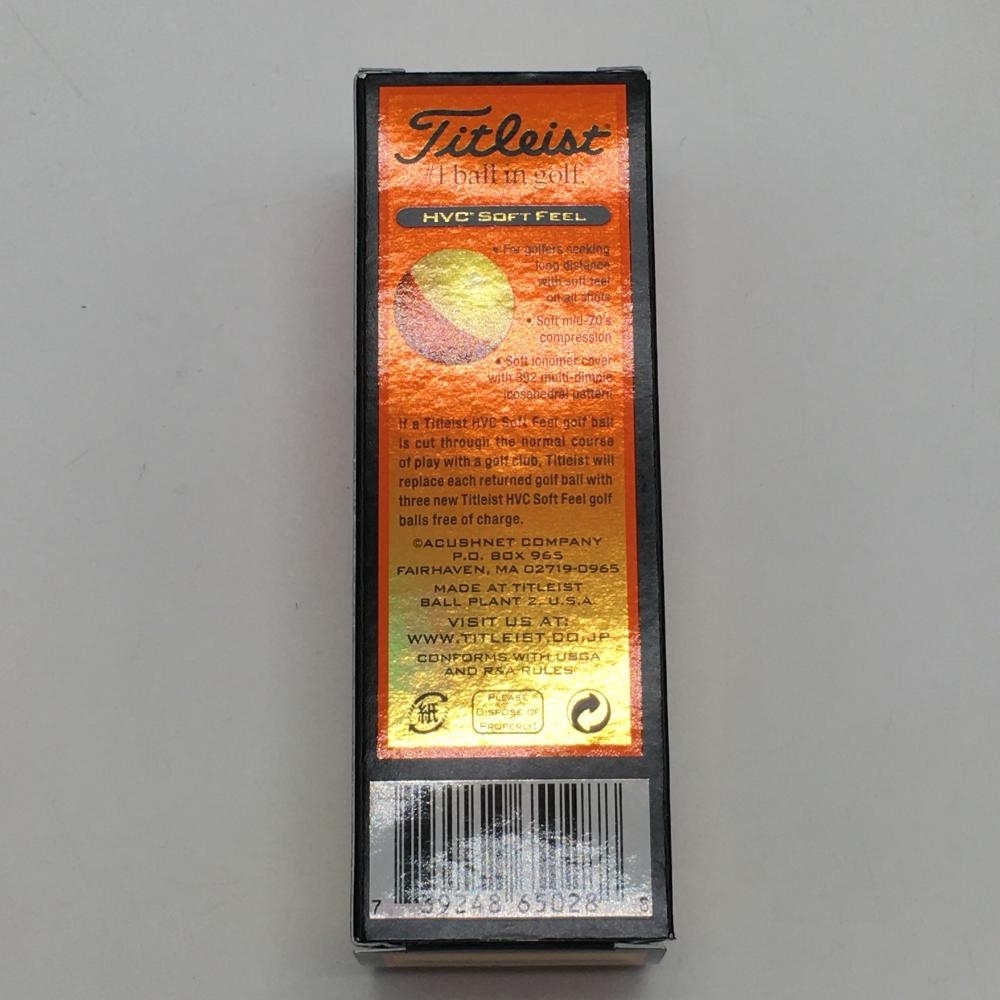 Titleist
#1 ball in golf.
HVC™ SOFT FEEL
• For golfers seeking
long distance
with soft feel
on all shots
• Soft mid-70's
compression
• Soft ionomer cover
with 392 multi-dimple
icosahedral pattern
If a Titleist HVC Soft Feel golf ball
is cut through the normal course
of play with a golf club, Titleist will
replace each returned golf ball with
three new Titleist HVC Soft Feel golf
balls free of charge.
©ACUSHNET COMPANY
P.O. BOX 965
FAIRHAVEN, MA 02719-0965
MADE AT TITLEIST
BALL PLANT 2, U.S.A.
VISIT US AT:
WWW.TITLEIST.CO.JP
CONFORMS WITH USGA
AND R&A RULES
紙
PLEASE
DISPOSE OF
PROPERLY!
7 39248 65028